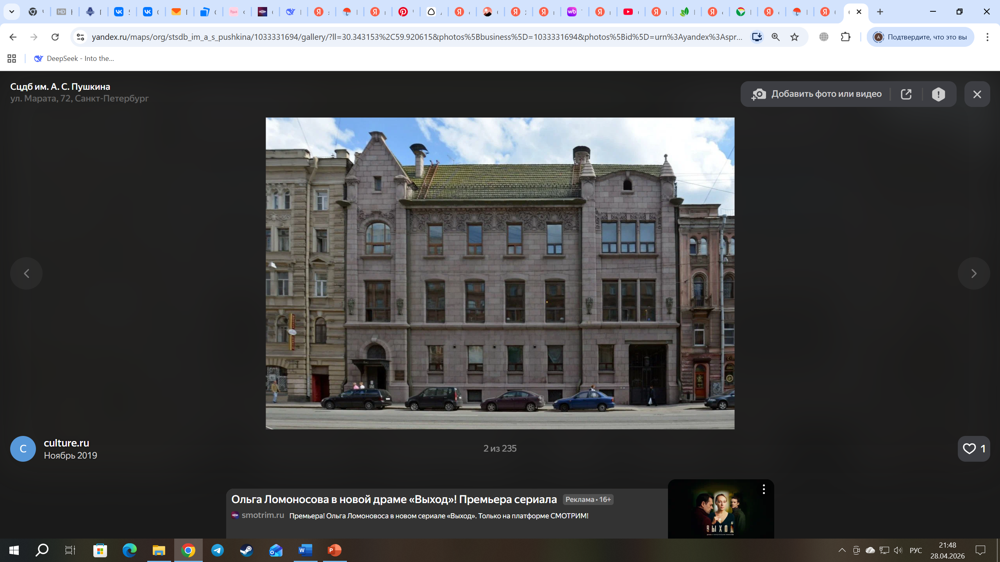 yandex.ru/maps/org/stsdb_im_a_s_pushkina/1033331694/gallery/?ll=30.343153%2C59.920615&photos%5Bbusiness%5D=1033331694&photos%5Bid%5D=urn%3Ayandex%3Aspr...
Подтвердите, что это вы
DeepSeek - Into the...
Сцдб им. А. С. Пушкина
ул. Марата, 72, Санкт-Петербург
Добавить фото или видео
С
culture.ru
Ноябрь 2019
2 из 235
1
Ольга Ломоносова в новой драме «Выход»! Премьера сериала
Реклама • 16+
smotrim.ru Премьера! Ольга Ломоновоса в новом сериале «Выход». Только на платформе СМОТРИМ!
ВЫХОД
РУС
21:48
28.04.2026